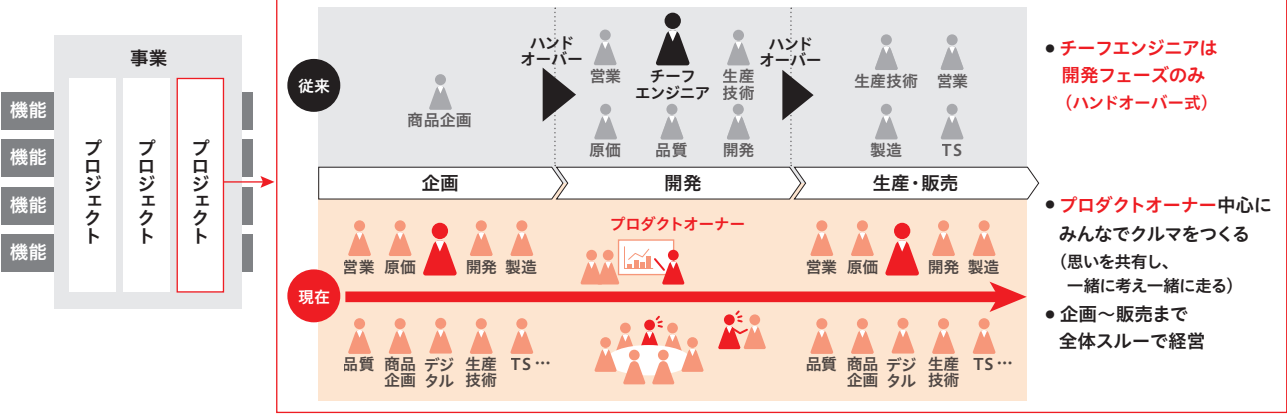 事業
機能
機能
機能
機能
プロジェクト
プロジェクト
プロジェクト
従来
商品企画
ハンド
オーバー
営業
チーフ
エンジニア
生産
技術
原価
品質
開発
ハンド
オーバー
生産技術
営業
製造
TS
企画
開発
生産・販売
現在
営業
原価
開発
製造
プロダクトオーナー
営業
原価
開発
製造
品質
商品
企画
デジ
タル
生産
技術
TS…
品質
商品
企画
デジ
タル
生産
技術
TS…
● チーフエンジニアは
開発フェーズのみ
（ハンドオーバー式）
● プロダクトオーナー中心に
みんなでクルマをつくる
（思いを共有し、
一緒に考え一緒に走る）
● 企画～販売まで
全体スルーで経営